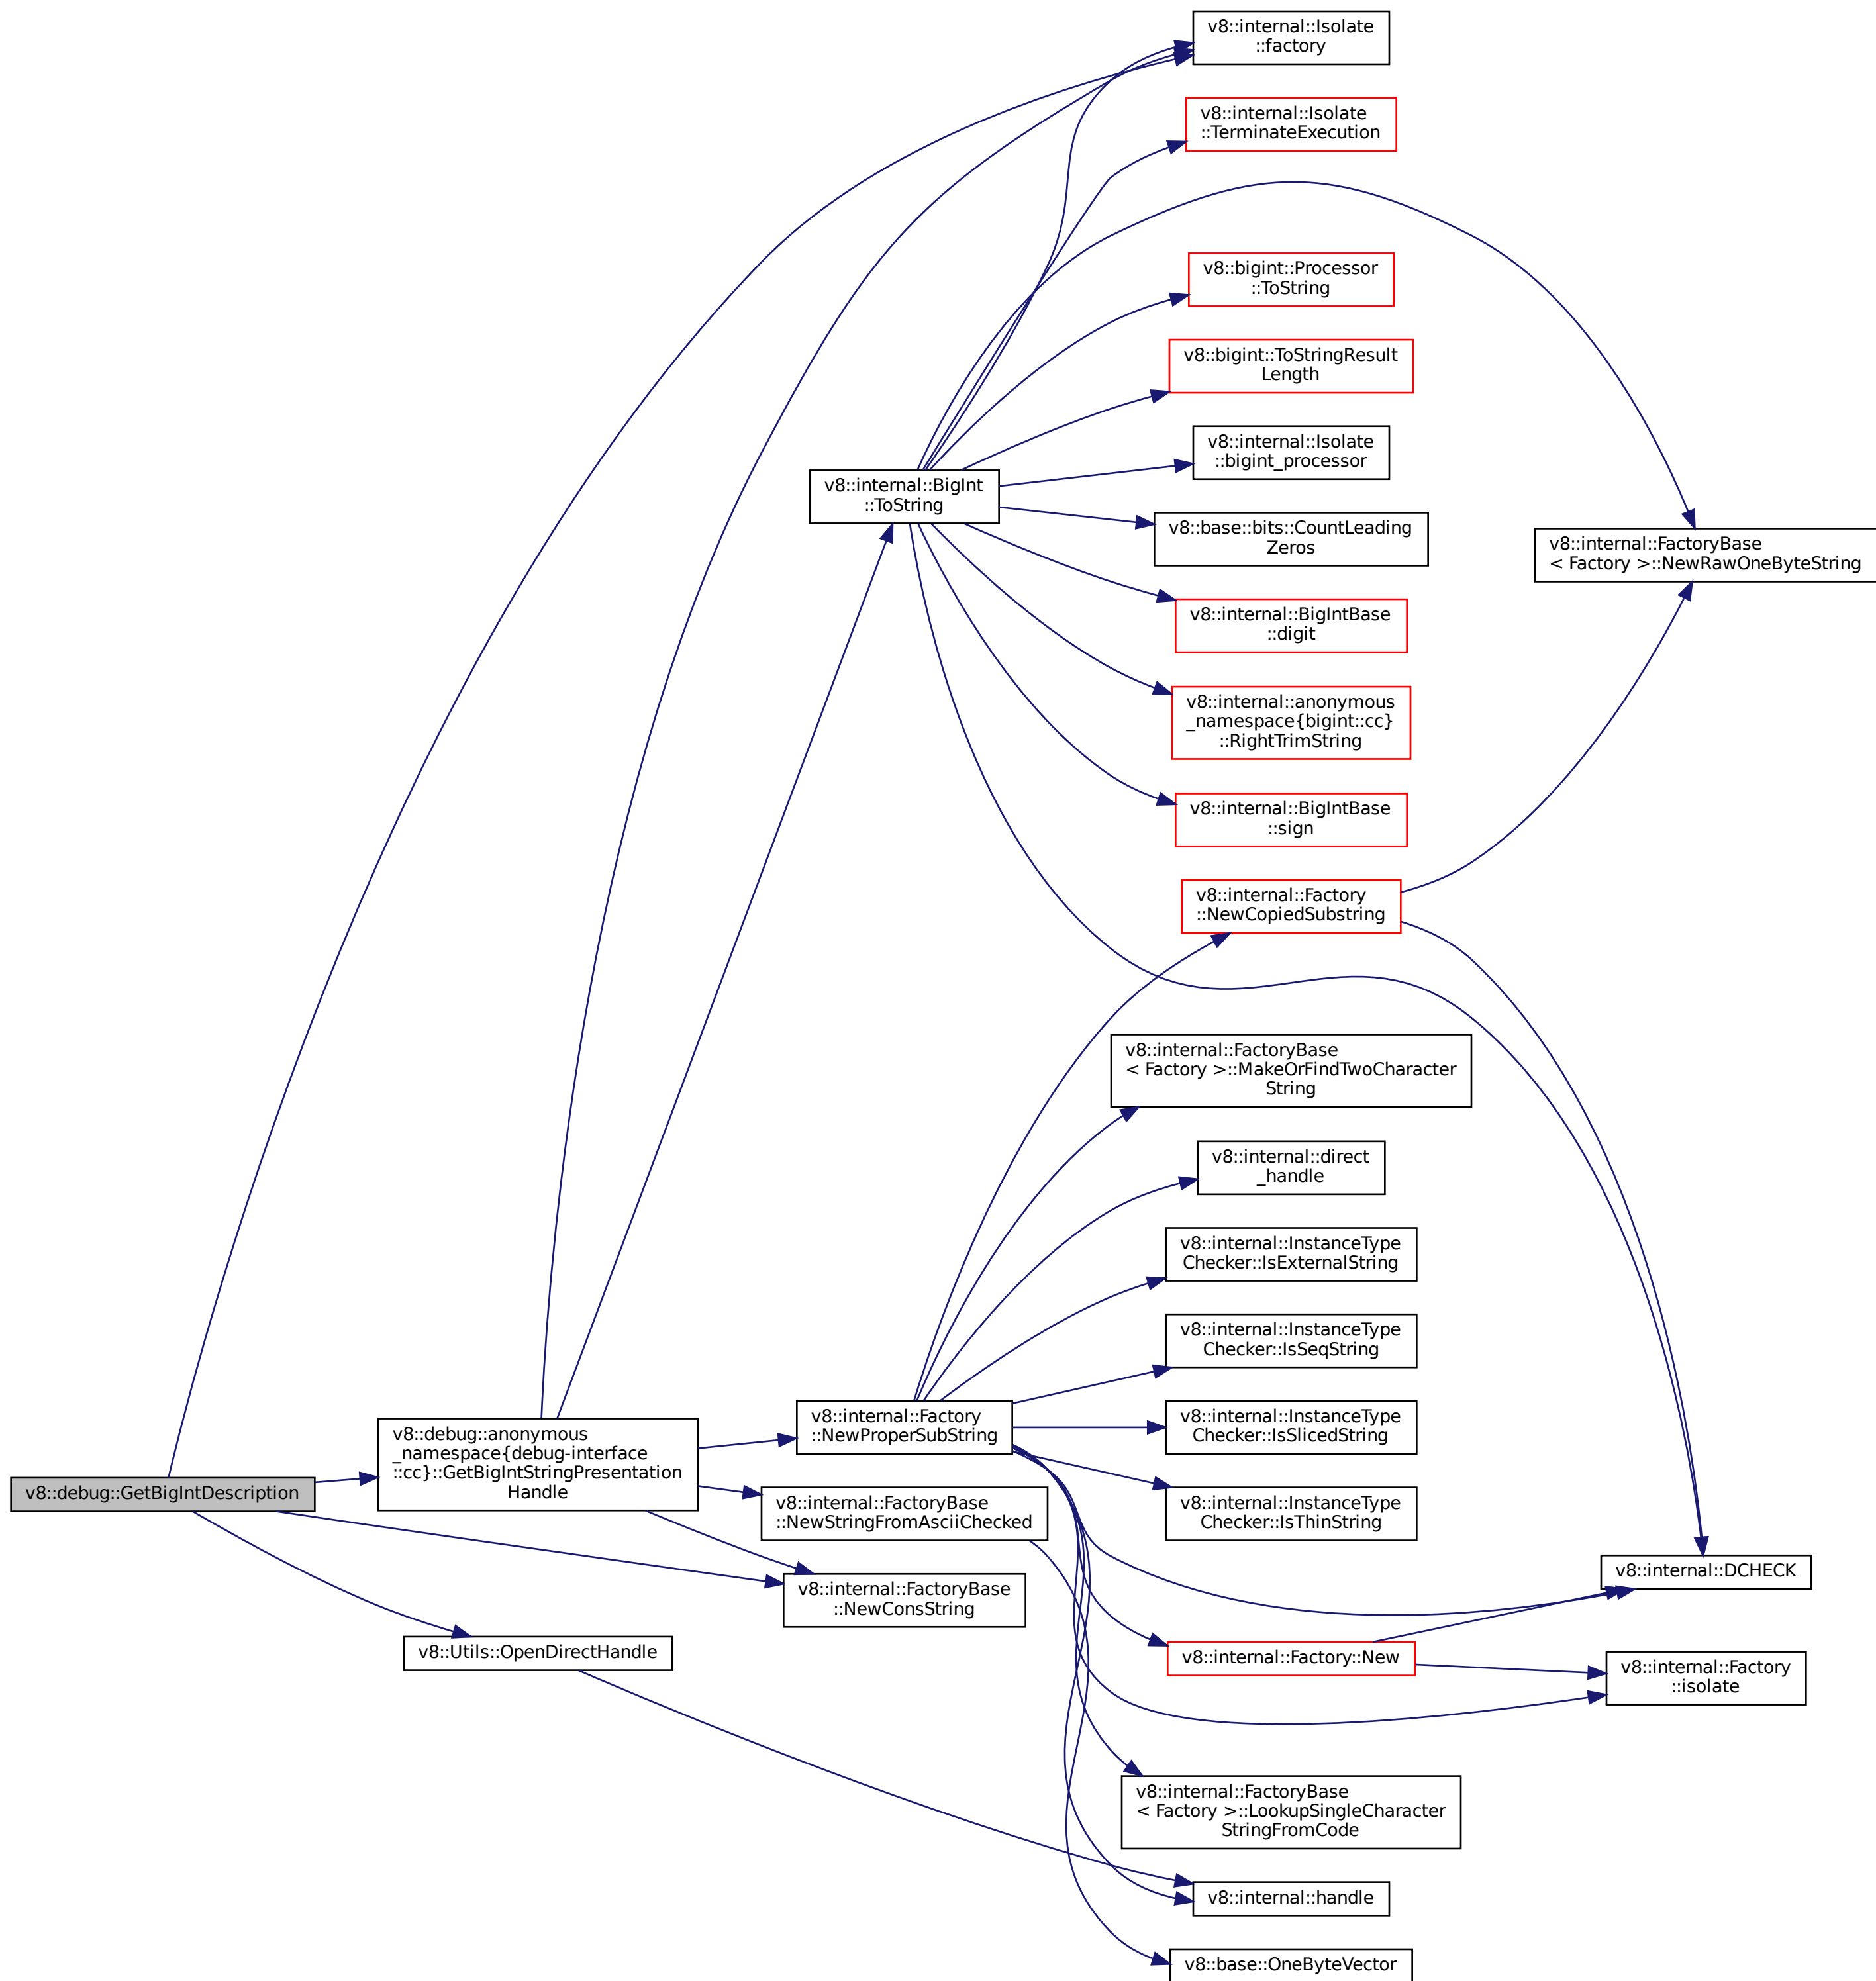 v8::internal::Isolate
::factory
v8::internal::Isolate
::TerminateExecution
v8::bigint::Processor
::ToString
v8::bigint::ToStringResult
Length
v8::internal::Isolate
::bigint_processor
v8::internal::BigInt
::ToString
v8::base::bits::CountLeading
Zeros
v8::internal::FactoryBase
< Factory >::NewRawOneByteString
v8::internal::BigIntBase
::digit
v8::internal::anonymous
_namespace{bigint::cc}
::RightTrimString
v8::internal::BigIntBase
::sign
v8::internal::Factory
::NewCopiedSubstring
v8::internal::FactoryBase
< Factory >::MakeOrFindTwoCharacter
String
v8::internal::direct
_handle
v8::internal::InstanceType
Checker::IsExternalString
v8::internal::InstanceType
Checker::IsSeqString
v8::internal::InstanceType
Checker::IsSlicedString
v8::internal::Factory
::NewProperSubString
v8::debug::anonymous
_namespace{debug-interface
::cc}::GetBigIntStringPresentation
Handle
v8::debug::GetBigIntDescription
v8::internal::FactoryBase
::NewStringFromAsciiChecked
v8::internal::InstanceType
Checker::IsThinString
v8::internal::DCHECK
v8::internal::FactoryBase
::NewConsString
v8::Utils::OpenDirectHandle
v8::internal::Factory::New
v8::internal::Factory
::isolate
v8::internal::FactoryBase
< Factory >::LookupSingleCharacter
StringFromCode
v8::internal::handle
v8::base::OneByteVector